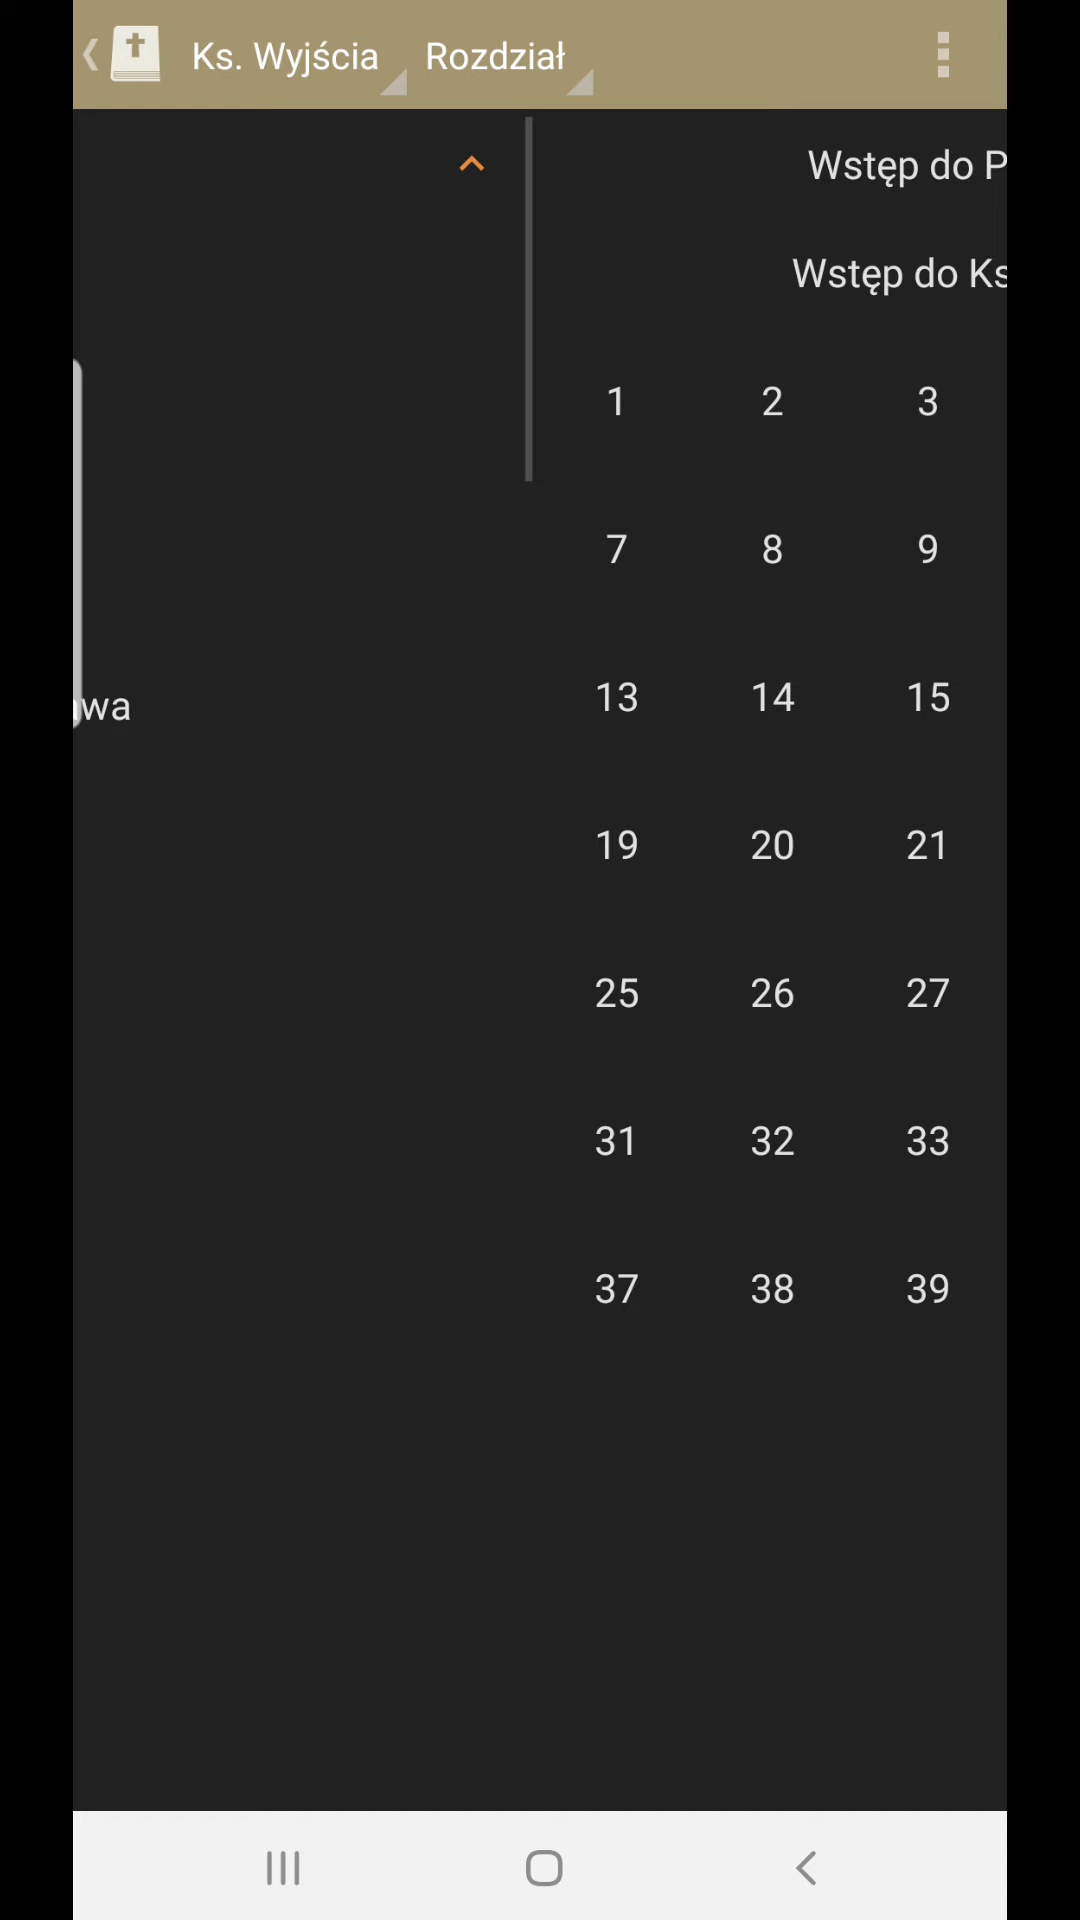 Ks. Wyjścia Rozdział
Wstęp do P
Wstęp do Ks
1 2 3
7 8 9
wa
13 14 15
19 20 21
25 26 27
31 32 33
37 38 39